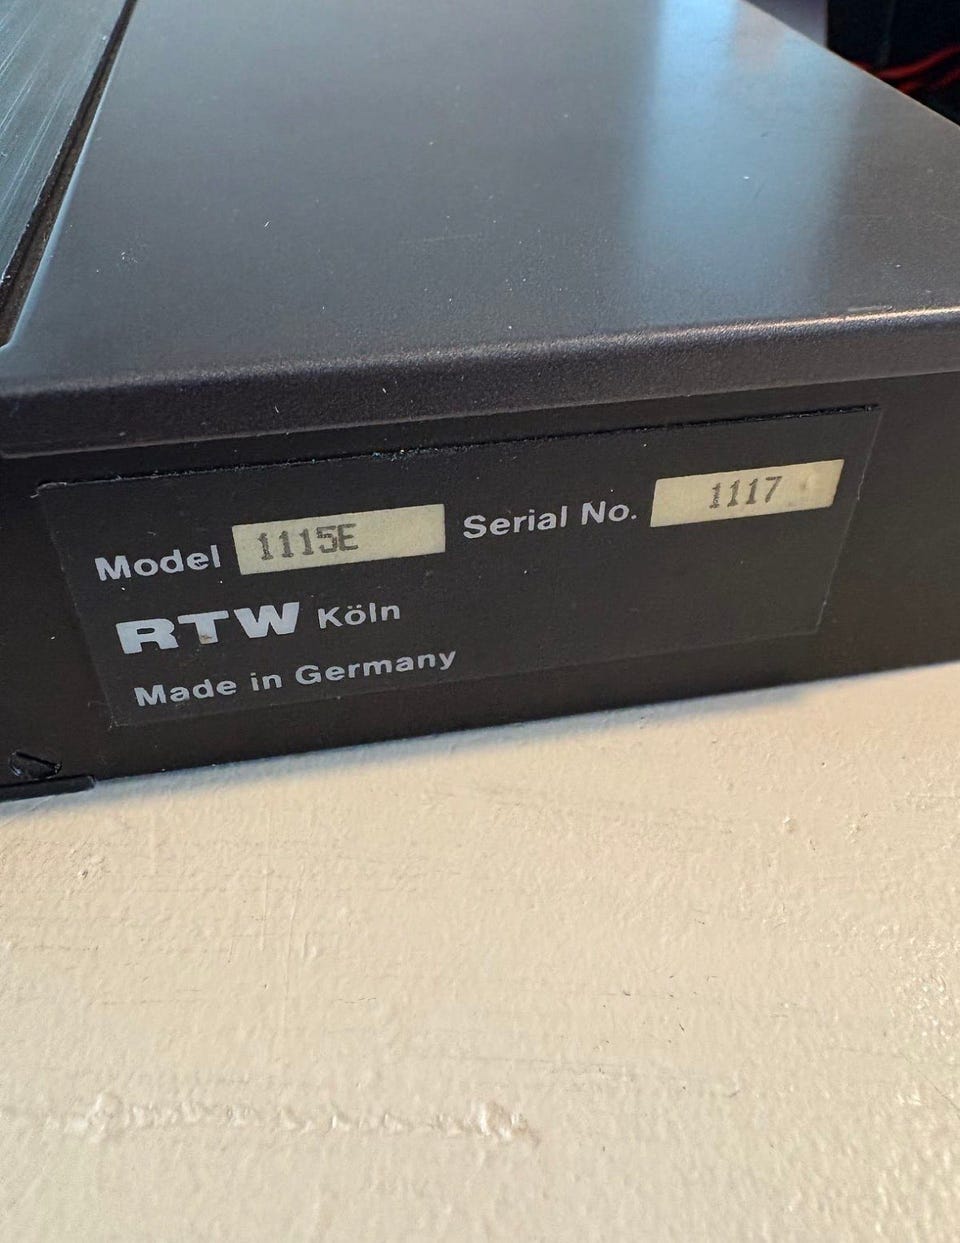 Model 1115E Serial No. 1117
RTW Köln
Made in Germany